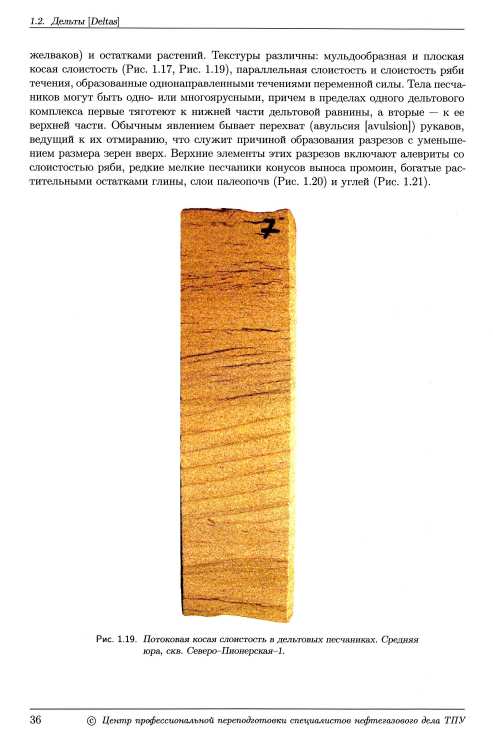 1.2. Дельты [Deltas]
желваков) и остатками растений. Текстуры различны: мульдообразная и плоская
косая слоистость (Рис. 1.17, Рис. 1.19), параллельная слоистость и слоистость ряби
течения, образованные однонаправленными течениями переменной силы. Тела песча-
ников могут быть одно- или многоярусными, причем в пределах одного дельтового
комплекса первые тяготеют к нижней части дельтовой равнины, а вторые — к ее
верхней части. Обычным явлением бывает перехват (авульсия [avulsion]) рукавов,
ведущий к их отмиранию, что служит причиной образования разрезов с уменьше-
нием размера зерен вверх. Верхние элементы этих разрезов включают алевриты со
слоистостью ряби, редкие мелкие песчаники конусов выноса промоин, богатые рас-
тительными остатками глины, слои палеопочв (Рис. 1.20) и углей (Рис. 1.21).
7
Рис. 1.19. Потоковая косая слоистость в дельтовых песчаниках. Средняя
юра, скв. Северо–Пионерская–1.
36 © Центр профессиональной переподготовки специалистов нефтегазового дела ТПУ